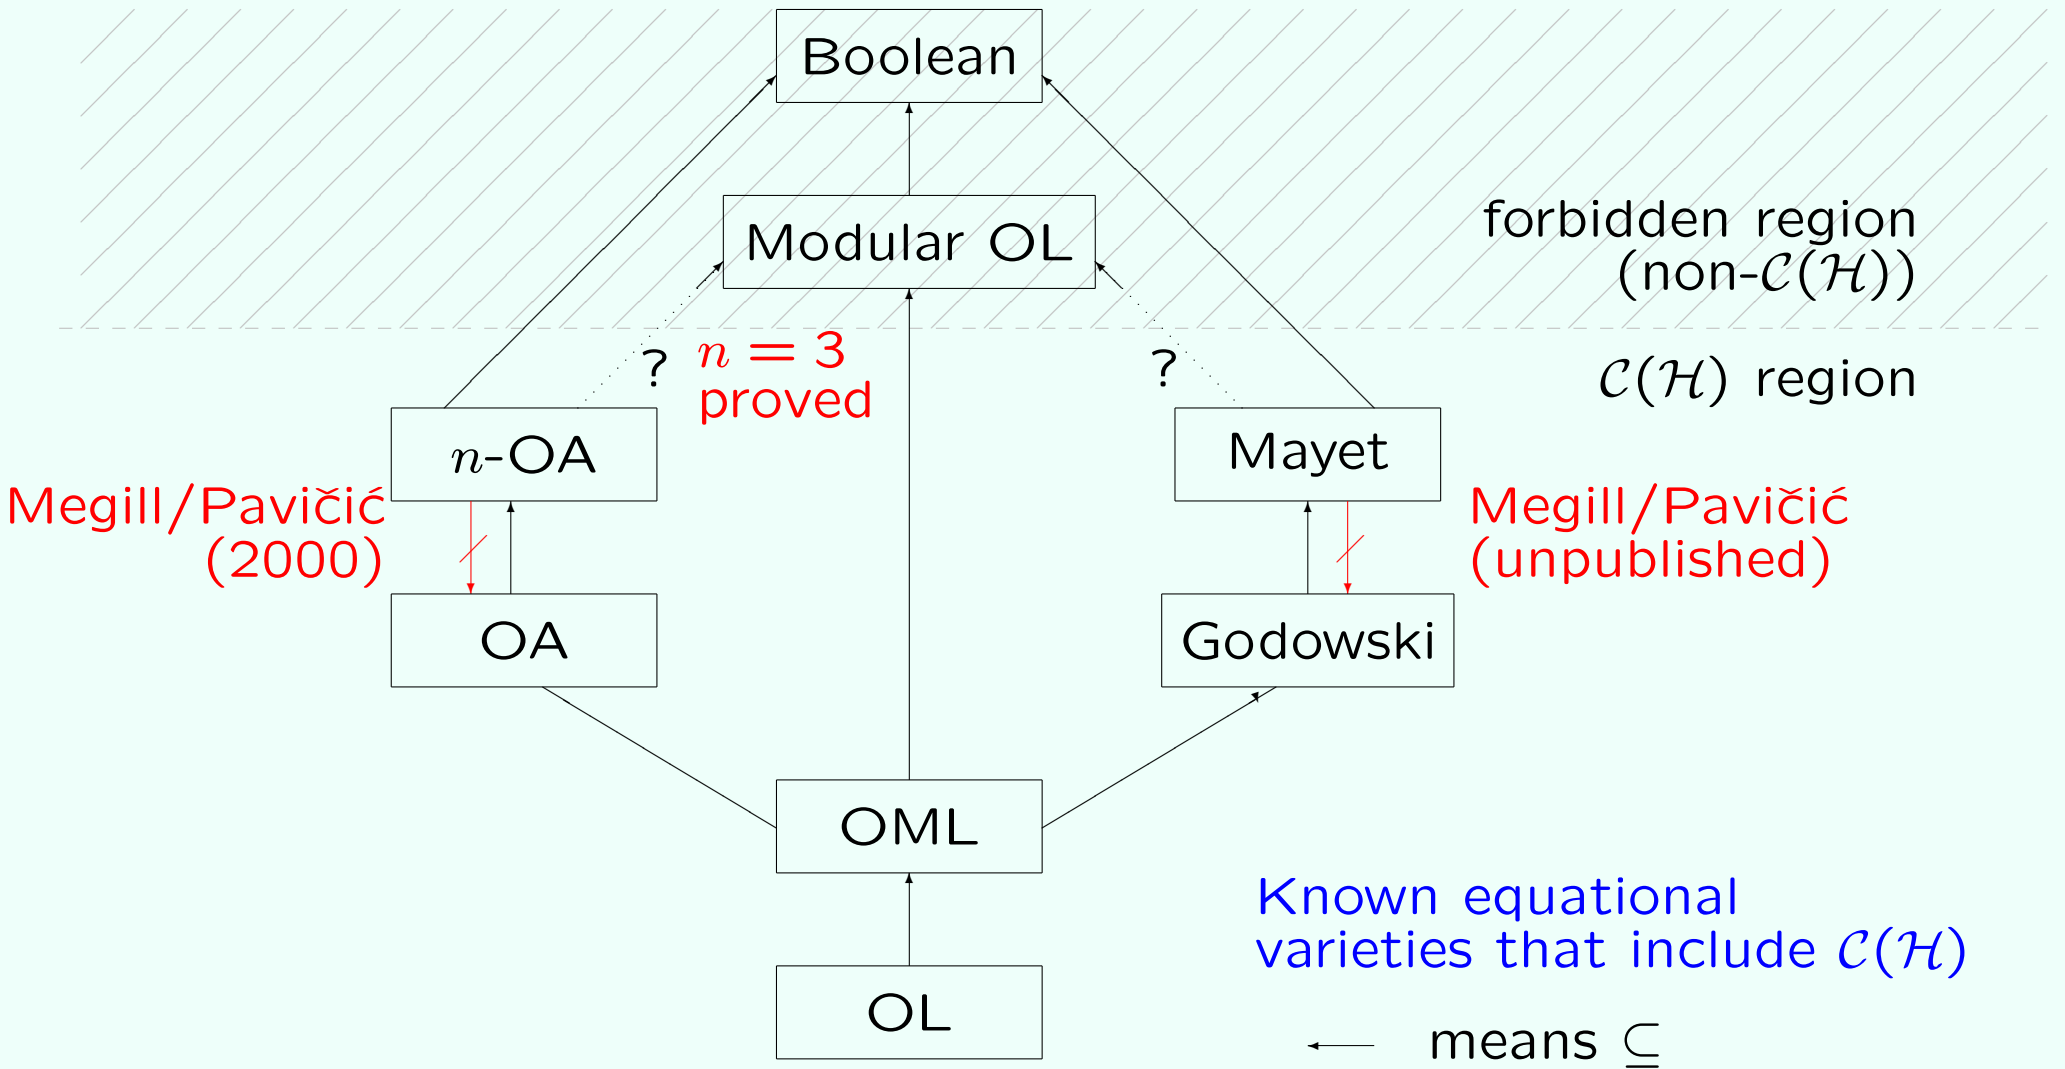 Boolean
Modular OL
forbidden region
(non-𝒞(ℋ))
? n = 3
proved
?
𝒞(ℋ) region
n-OA
Mayet
Megill/Pavičić
(2000)
Megill/Pavičić
(unpublished)
OA
Godowski
OML
Known equational
varieties that include 𝒞(ℋ)
OL
means ⊆